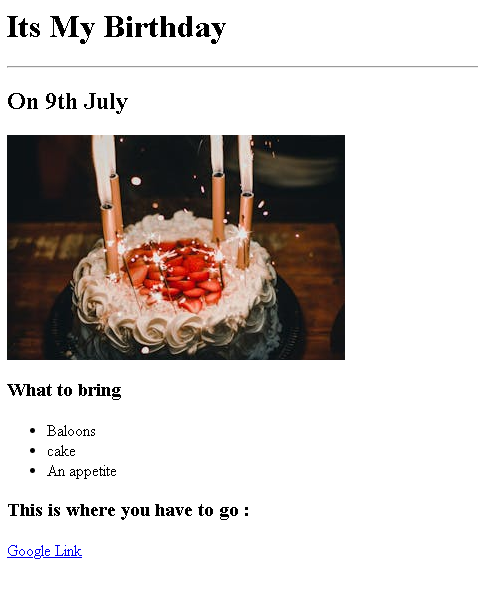 Its My Birthday
On 9th July
What to bring
Baloons
cake
An appetite
This is where you have to go :
Google Link